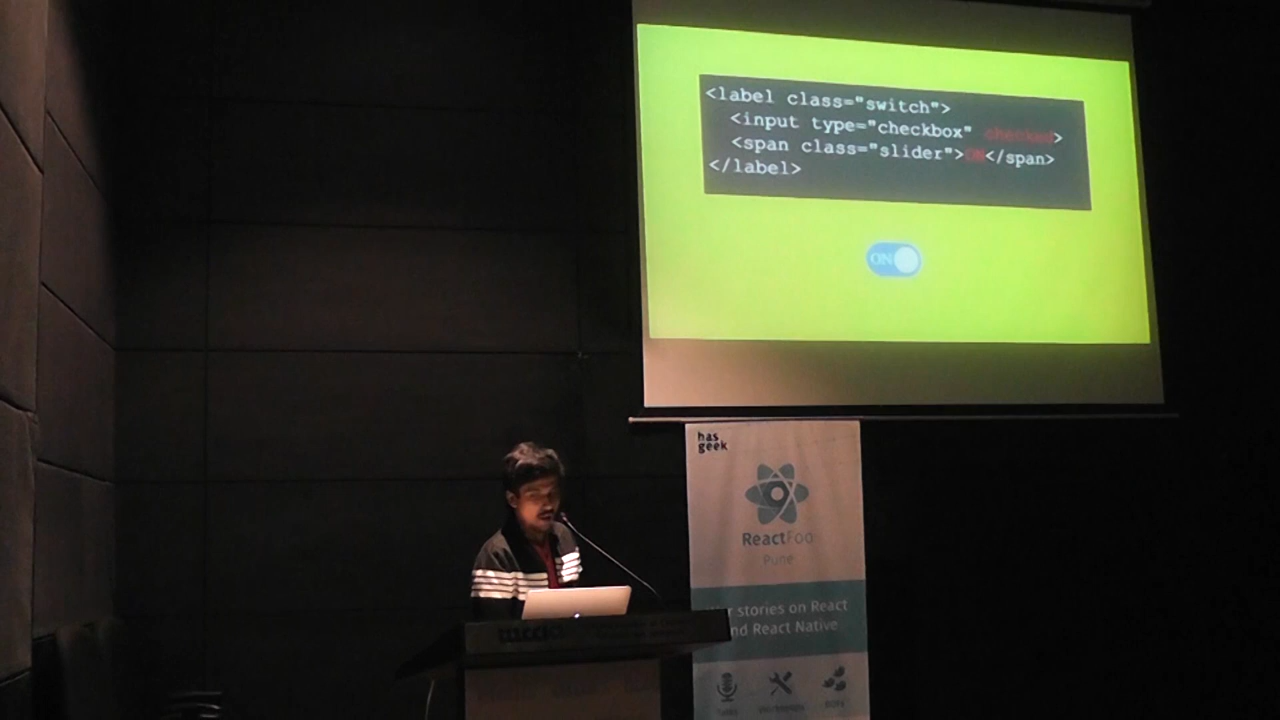 <label class="switch">
<input type="checkbox" checked>
<span class="slider">ON</span>
</label>
ON
has
geek
ReactFoo
Pune
stories on React
and React Native